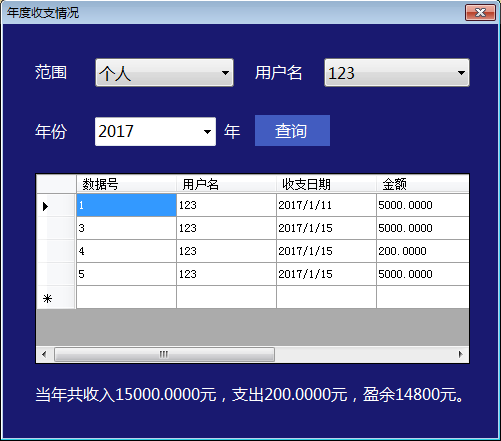 年度收支情况
范围 个人 用户名 123
年份 2017 年 查询
数据号 用户名 收支日期 金额
1 123 2017/1/11 5000.0000
3 123 2017/1/15 5000.0000
4 123 2017/1/15 200.0000
5 123 2017/1/15 5000.0000
当年共收入15000.0000元，支出200.0000元，盈余14800元。